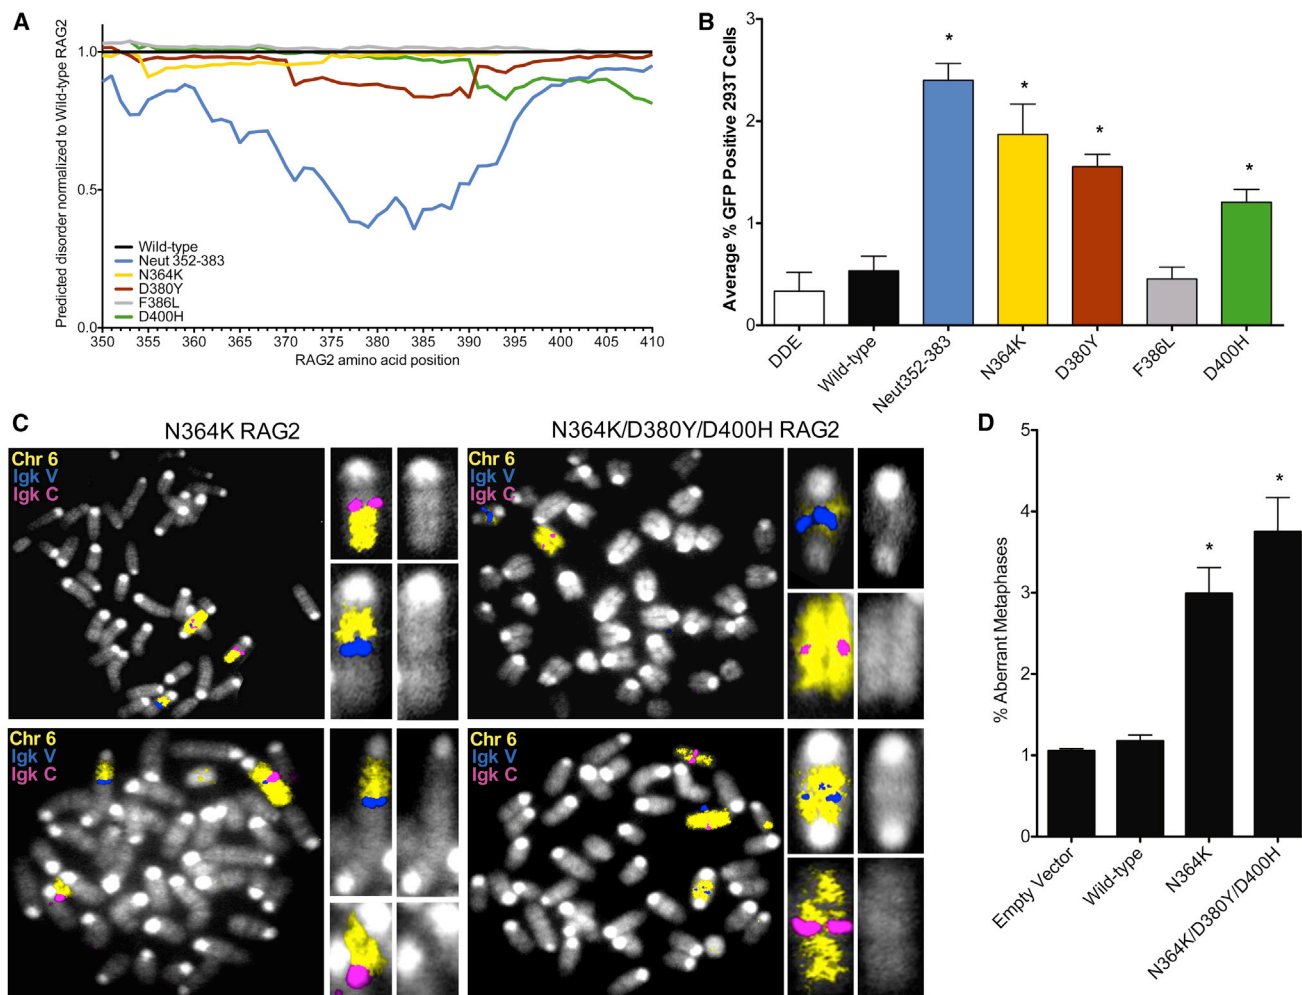 A
Predicted disorder normalized to Wild-type RAG2
1.0
0.5
0.0
Wild-type
Neut 352-383
N364K
D380Y
F386L
D400H
350 355 360 365 370 375 380 385 390 395 400 405 410
RAG2 amino acid position
B
Average % GFP Positive 293T Cells
3
2
1
0
* * * *
DDE Wild-type Neut352-383 N364K D380Y F386L D400H
C
N364K RAG2
N364K/D380Y/D400H RAG2
Chr 6
Igk V
Igk C
Chr 6
Igk V
Igk C
Chr 6
Igk V
Igk C
Chr 6
Igk V
Igk C
D
% Aberrant Metaphases
5
4
3
2
1
0
* *
Empty Vector Wild-type N364K N364K/D380Y/D400H